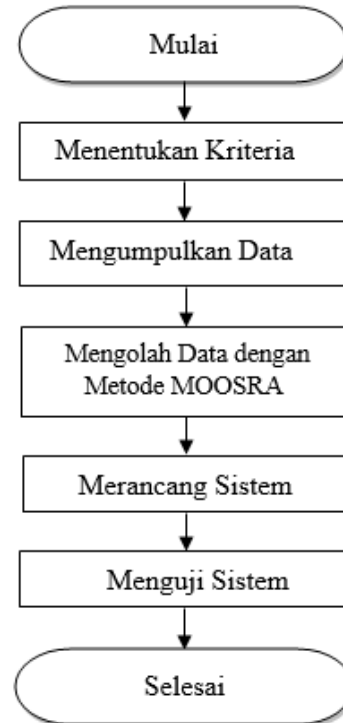 Mulai
Menentukan Kriteria
Mengumpulkan Data
Mengolah Data dengan
Metode MOOSRA
Merancang Sistem
Menguji Sistem
Selesai